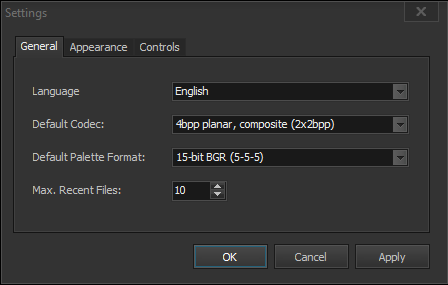 Settings
General Appearance Controls
Language English
Default Codec: 4bpp planar, composite (2x2bpp)
Default Palette Format: 15-bit BGR (5-5-5)
Max. Recent Files: 10
OK Cancel Apply